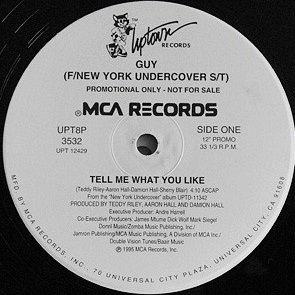 Uptown
RECORDS
GUY
(F/NEW YORK UNDERCOVER S/T)
PROMOTIONAL ONLY - NOT FOR SALE
MCA RECORDS
UPT8P
3532
UPT 12429
SIDE ONE
12" PROMO
33 1/3 R.P.M.
TELL ME WHAT YOU LIKE
(Teddy Riley-Aaron Hall-Damion Hall-Sherry Blair) 4:10 ASCAP
From the "New York Undercover" album UPTD-11342
PRODUCED BY TEDDY RILEY, AARON HALL AND DAMION HALL
Executive Producer: Andre Harrell
Co-Executive Producers: James Mtume Dick Wolf Mark Siegel
Donril Music/Zomba Music Publishing, Inc./
Jamron Publishing/MCA Music Publishing, A Division of MCA Inc./
Double Vision Tunes/Baar Music
℗1995 MCA Records, Inc.
MFD. BY MCA RECORDS, INC., 70 UNIVERSAL CITY PLAZA, UNIVERSAL CITY, CA 91608